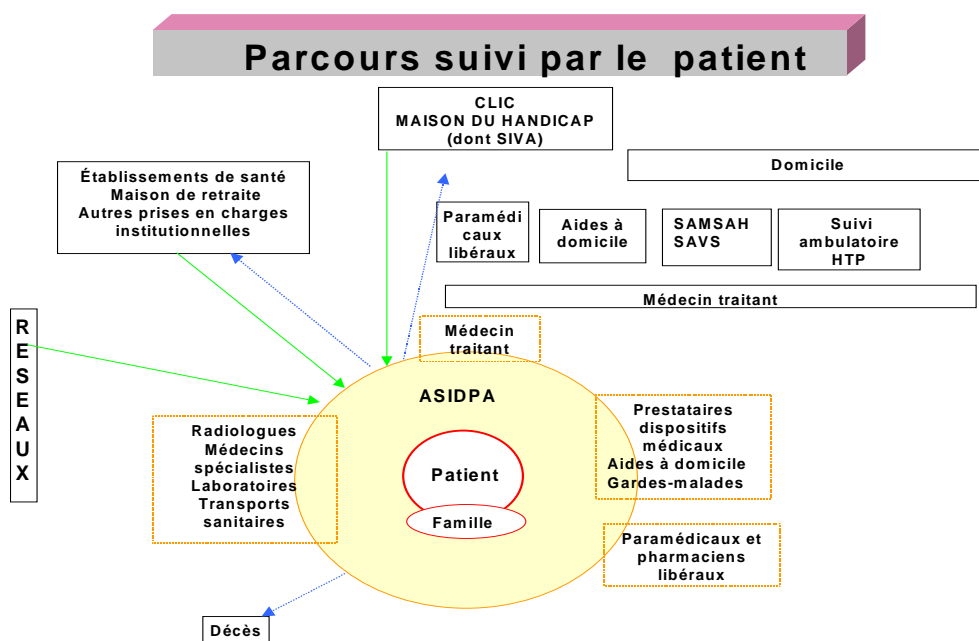 Parcours suivi par le patient
CLIC
MAISON DU HANDICAP
(dont SIVA)
Domicile
Établissements de santé
Maison de retraite
Autres prises en charges
institutionnelles
Paramédi
caux
libéraux
Aides à
domicile
SAMSAH
SAVS
Suivi
ambulatoire
HTP
Médecin traitant
R
E
S
E
A
U
X
Médecin
traitant
ASIDPA
Radiologues
Médecins
spécialistes
Laboratoires
Transports
sanitaires
Patient
Famille
Prestataires
dispositifs
médicaux
Aides à domicile
Gardes-malades
Paramédicaux et
pharmaciens
libéraux
Décès